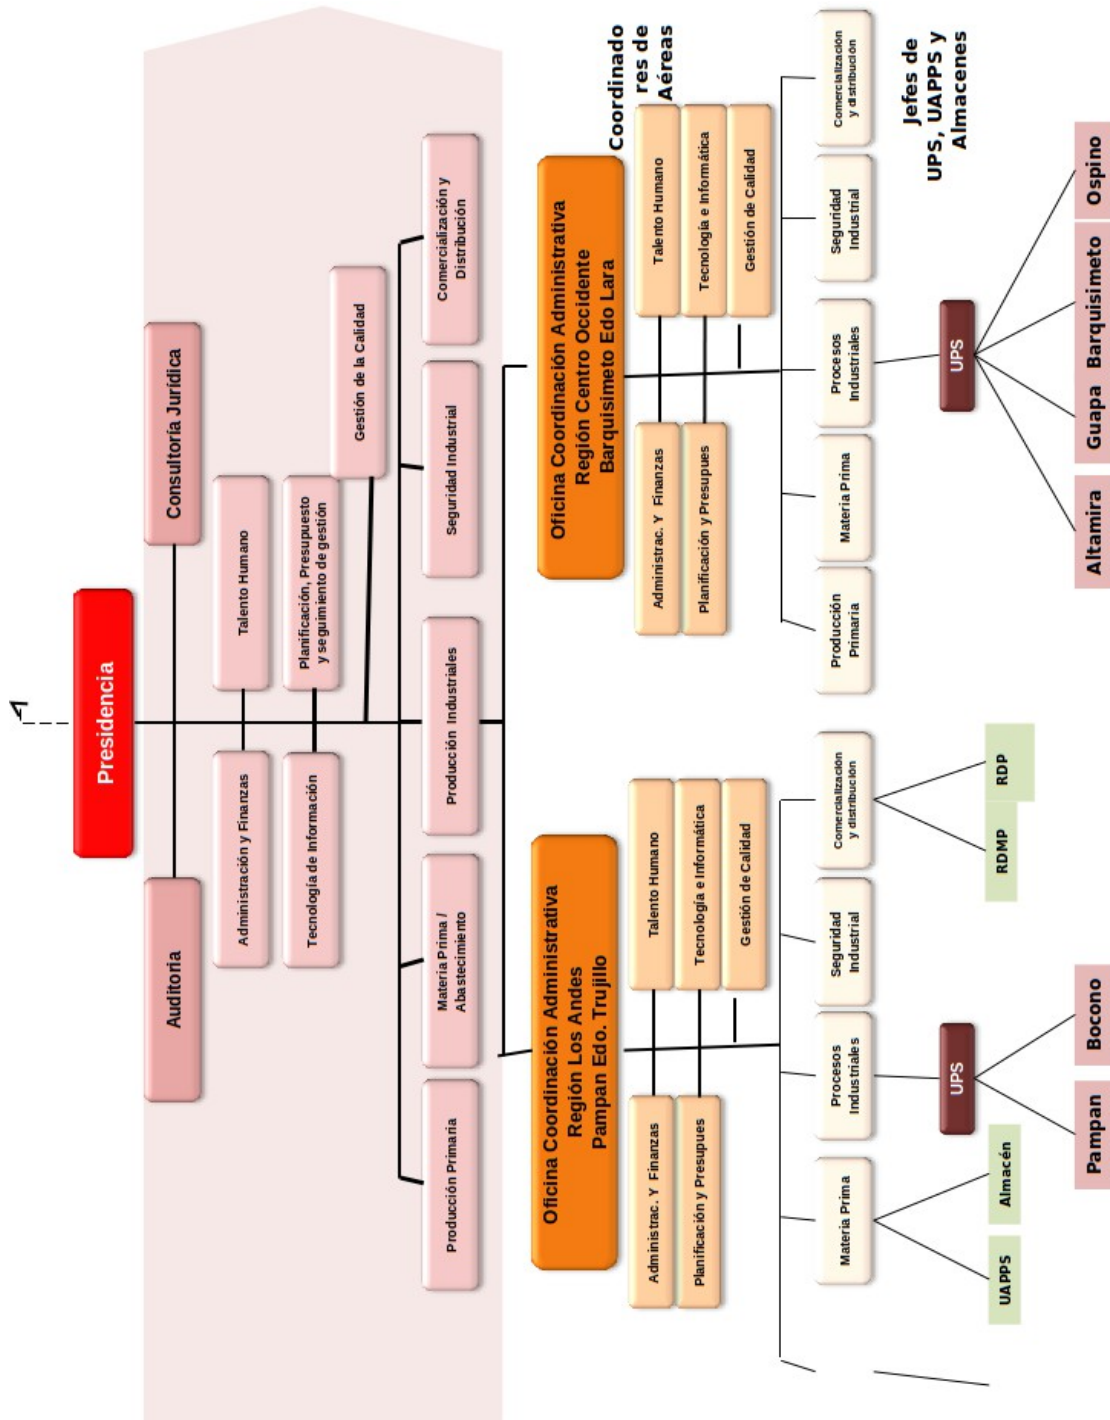 Presidencia
Auditoria
Consultoría Jurídica
Administración y Finanzas
Talento Humano
Tecnología de Información
Planificación, Presupuesto
y seguimiento de gestión
Gestión de la Calidad
Producción Primaria
Materia Prima /
Abastecimiento
Producción Industriales
Seguridad Industrial
Comercialización y
Distribución
Oficina Coordinación Administrativa
Región Los Andes
Pampan Edo. Trujillo
Oficina Coordinación Administrativa
Región Centro Occidente
Barquisimeto Edo Lara
Coordinado
res de
Aéreas
Administrac. Y Finanzas
Talento Humano
Planificación y Presupues
Tecnología e Informática
Gestión de Calidad
Administrac. Y Finanzas
Talento Humano
Planificación y Presupues
Tecnología e Informática
Gestión de Calidad
Materia Prima
Procesos
Industriales
Seguridad
Industrial
Comercialización
y distribución
Producción
Primaria
Materia Prima
Procesos
Industriales
Seguridad
Industrial
Comercialización
y distribución
Jefes de
UPS, UAPPS y
Almacenes
UAPPS
Almacén
UPS
RDMP
RDP
UPS
Pampan
Bocono
Altamira
Guapa
Barquisimeto
Ospino